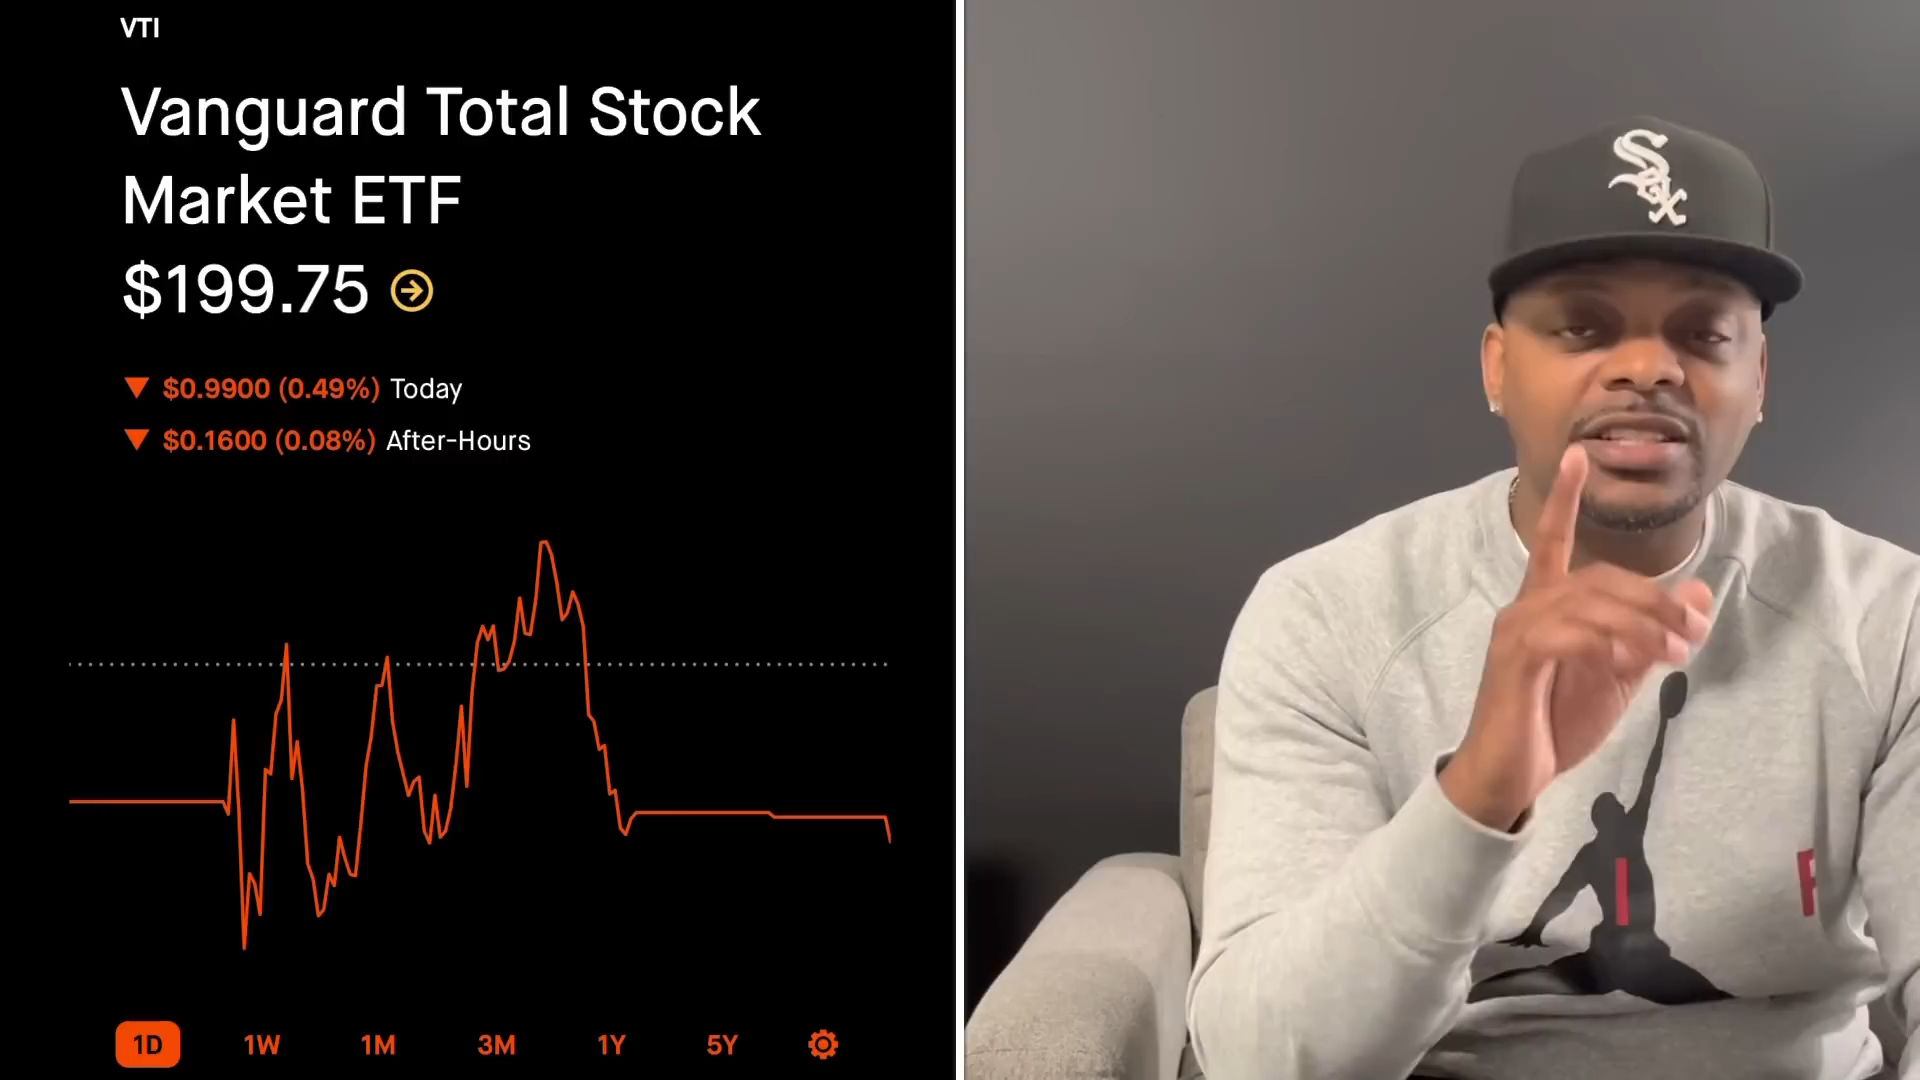 VTI
Vanguard Total Stock
Market ETF
$199.75
$0.9900 (0.49%) Today
$0.1600 (0.08%) After-Hours
1D 1W 1M 3M 1Y 5Y
Sox